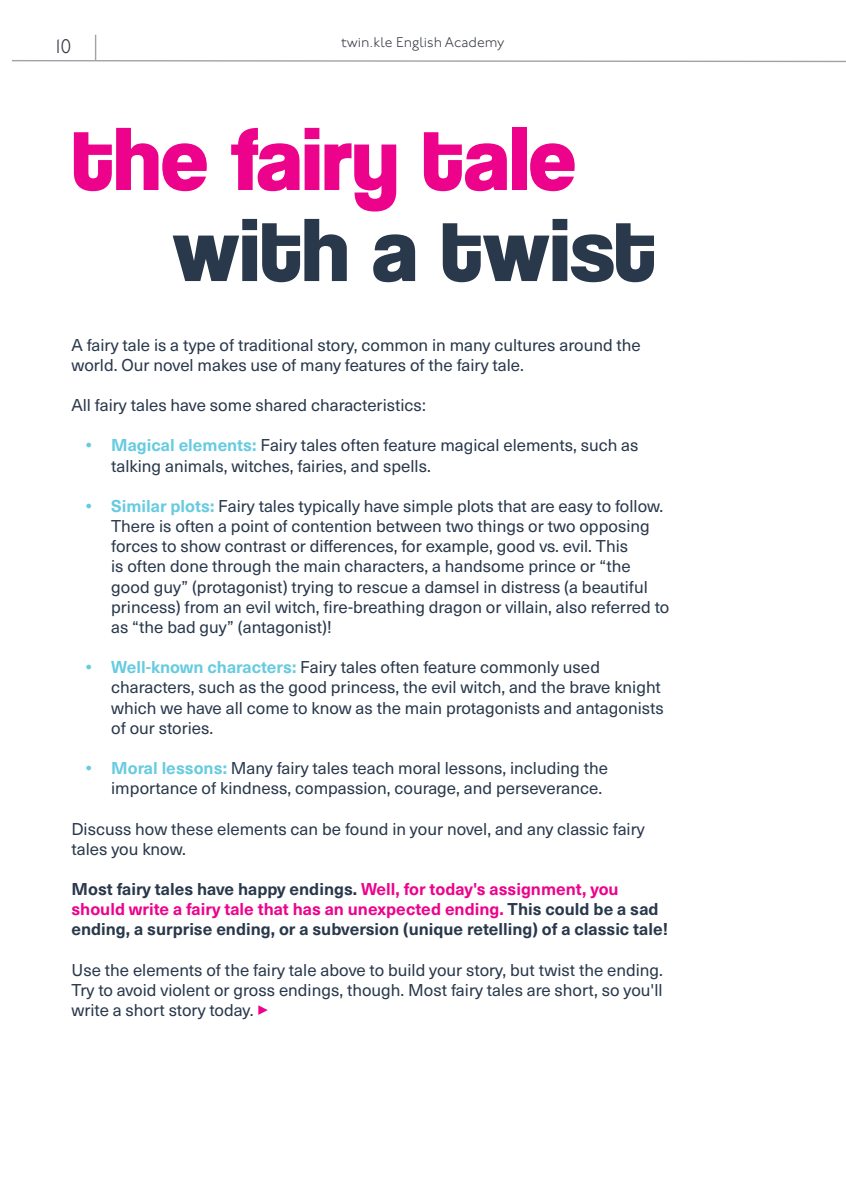 10
twin.kle English Academy
the fairy tale
with a twist
A fairy tale is a type of traditional story, common in many cultures around the
world. Our novel makes use of many features of the fairy tale.
All fairy tales have some shared characteristics:
• Magical elements: Fairy tales often feature magical elements, such as
talking animals, witches, fairies, and spells.
• Similar plots: Fairy tales typically have simple plots that are easy to follow.
There is often a point of contention between two things or two opposing
forces to show contrast or differences, for example, good vs. evil. This
is often done through the main characters, a handsome prince or “the
good guy” (protagonist) trying to rescue a damsel in distress (a beautiful
princess) from an evil witch, fire-breathing dragon or villain, also referred to
as “the bad guy” (antagonist)!
• Well-known characters: Fairy tales often feature commonly used
characters, such as the good princess, the evil witch, and the brave knight
which we have all come to know as the main protagonists and antagonists
of our stories.
• Moral lessons: Many fairy tales teach moral lessons, including the
importance of kindness, compassion, courage, and perseverance.
Discuss how these elements can be found in your novel, and any classic fairy
tales you know.
Most fairy tales have happy endings. Well, for today's assignment, you
should write a fairy tale that has an unexpected ending. This could be a sad
ending, a surprise ending, or a subversion (unique retelling) of a classic tale!
Use the elements of the fairy tale above to build your story, but twist the ending.
Try to avoid violent or gross endings, though. Most fairy tales are short, so you'll
write a short story today. ▶